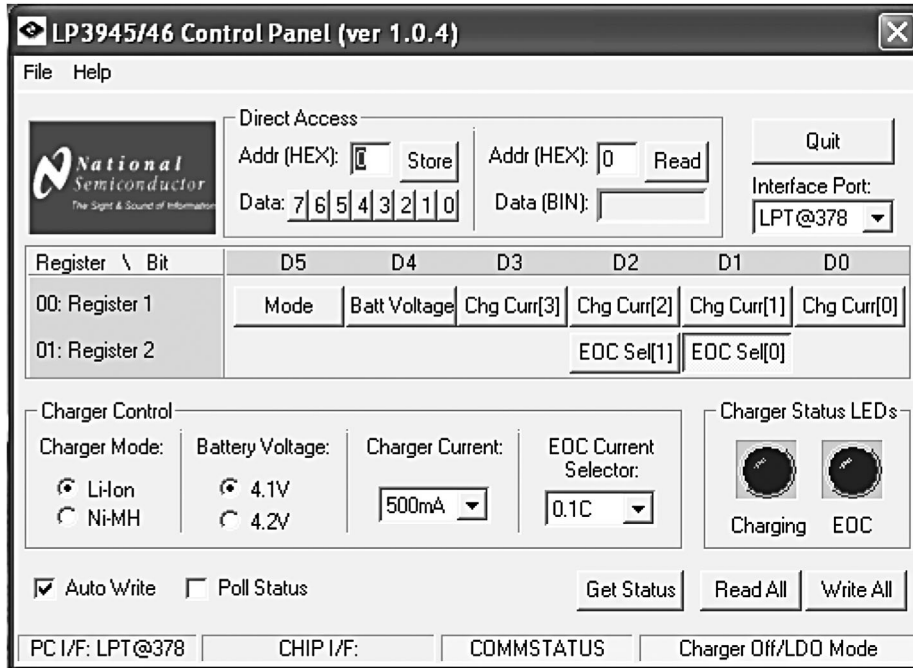 LP3945/46 Control Panel (ver 1.0.4)
File Help
National
Semiconductor
The Sight & Sound of Information
Direct Access
Addr (HEX): Store
Data: 7 6 5 4 3 2 1 0
Addr (HEX): 0 Read
Data (BIN):
Quit
Interface Port:
LPT@378
Register \ Bit D5 D4 D3 D2 D1 D0
00: Register 1 Mode Batt Voltage Chg Curr[3] Chg Curr[2] Chg Curr[1] Chg Curr[0]
01: Register 2 EOC Sel[1] EOC Sel[0]
Charger Control
Charger Mode:
Li-Ion
Ni-MH
Battery Voltage:
4.1V
4.2V
Charger Current:
500mA
EOC Current
Selector:
0.1C
Charger Status LEDs
Charging EOC
Auto Write Poll Status Get Status Read All Write All
PC I/F: LPT@378 CHIP I/F: COMMSTATUS Charger Off/LDO Mode